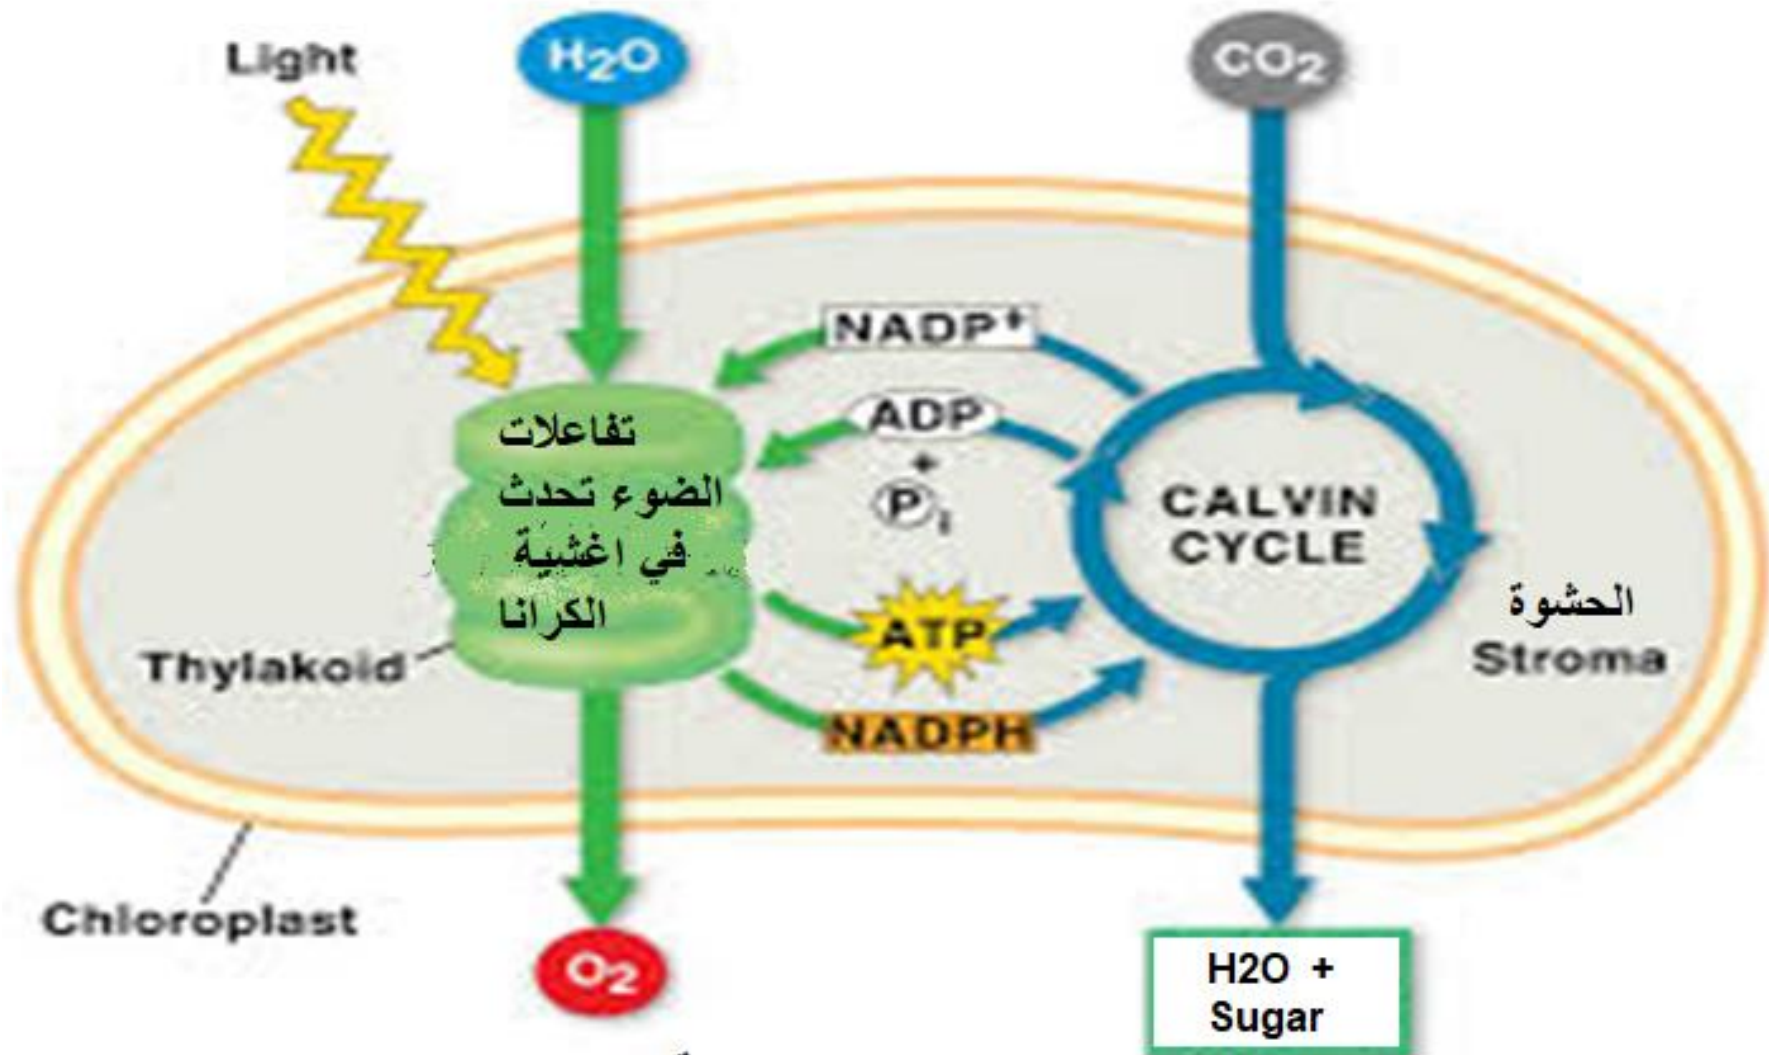 Light
H₂O
CO₂
NADP⁺
ADP
+
Pᵢ
تفاعلات
الضوء تحدث
في اغشية
الكرانا
CALVIN
CYCLE
ATP
الحشوة
Stroma
Thylakoid
NADPH
Chloroplast
O₂
H2O +
Sugar